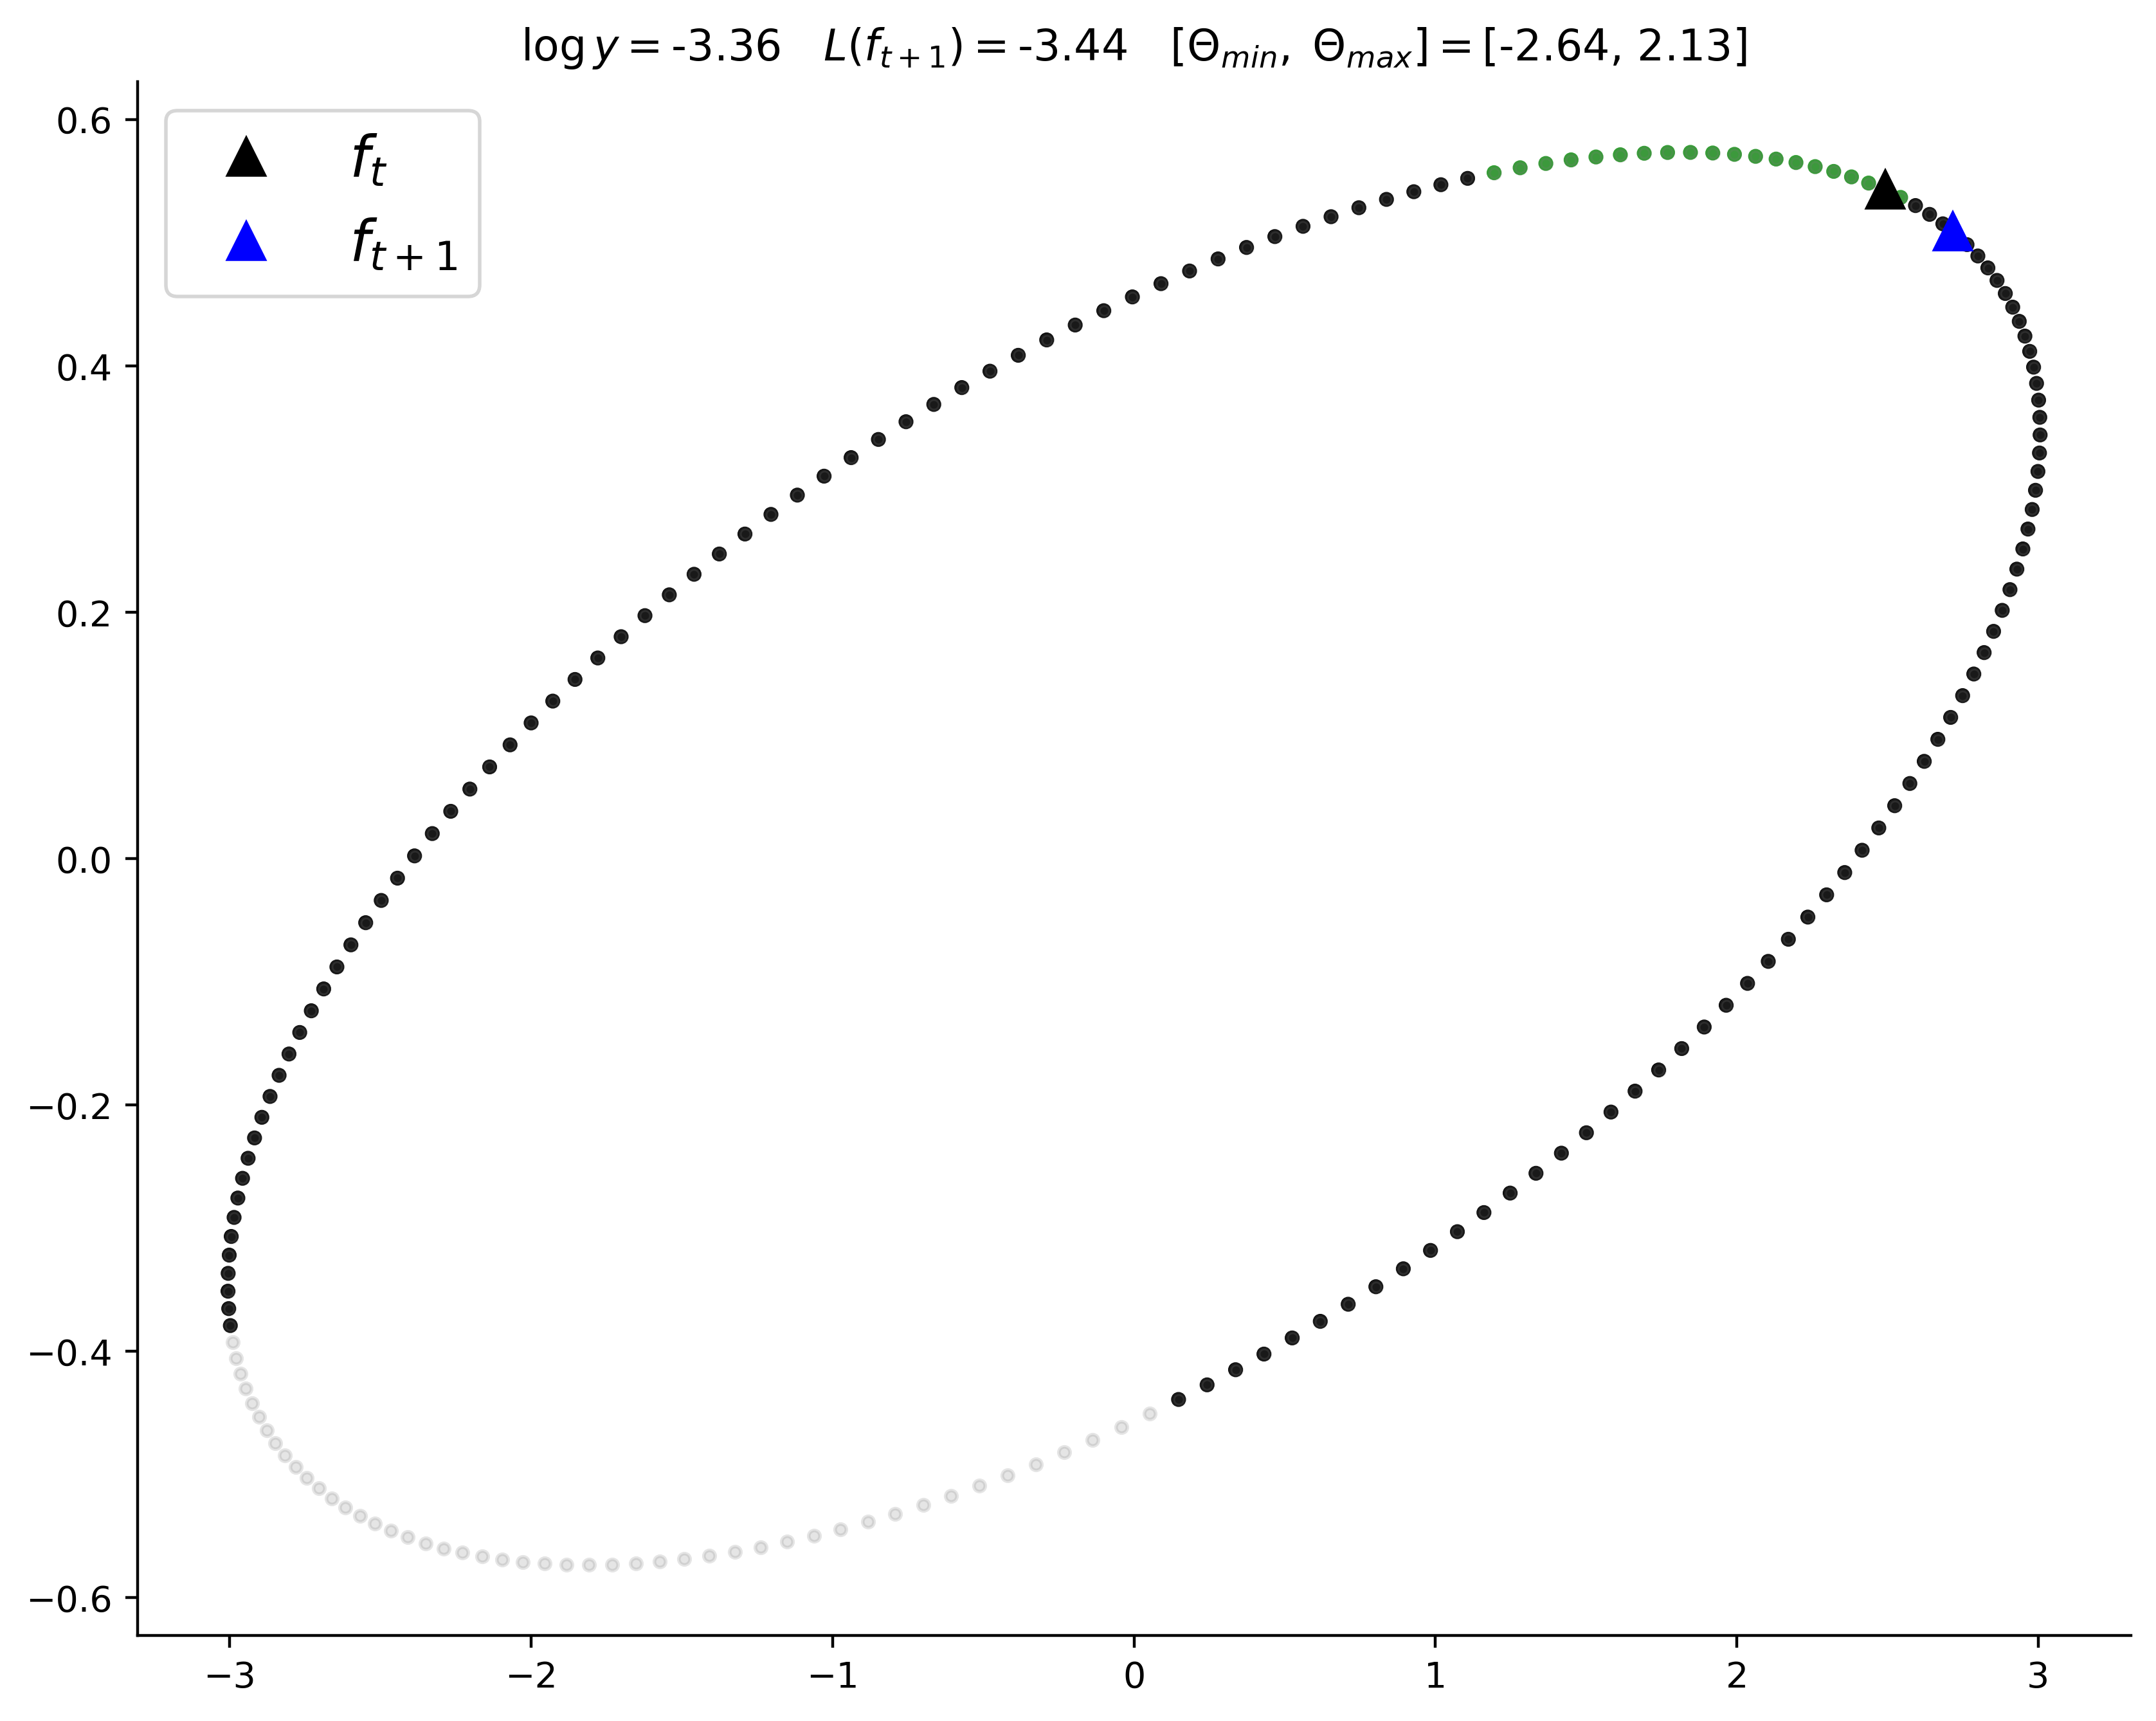 log y = -3.36 L(f_{t+1}) = -3.44 [Θ_{min}, Θ_{max}] = [-2.64, 2.13]
f_t
f_{t+1}
0.6
0.4
0.2
0.0
−0.2
−0.4
−0.6
−3 −2 −1 0 1 2 3